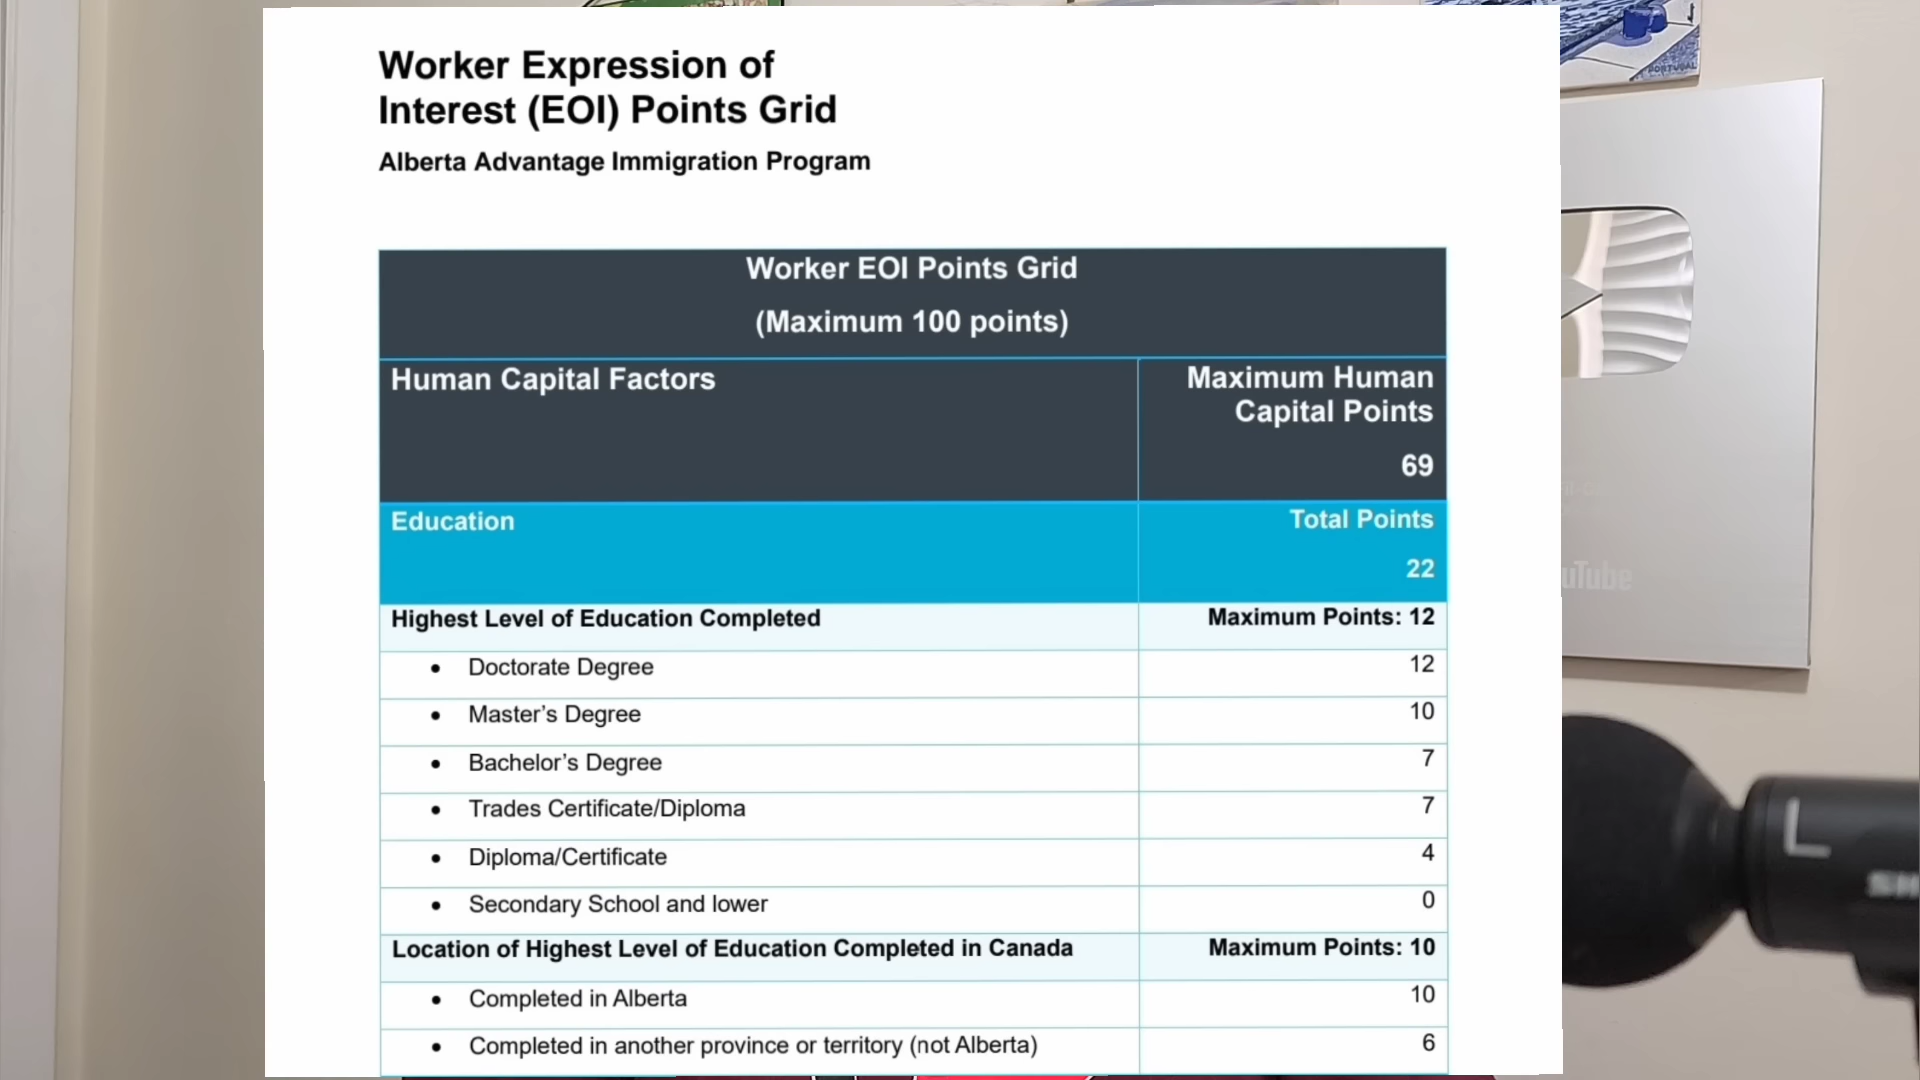 Worker Expression of
Interest (EOI) Points Grid
Alberta Advantage Immigration Program
Worker EOI Points Grid
(Maximum 100 points)
Human Capital Factors
Maximum Human
Capital Points
69
Education
Total Points
22
Highest Level of Education Completed
Maximum Points: 12
• Doctorate Degree
12
• Master’s Degree
10
• Bachelor’s Degree
7
• Trades Certificate/Diploma
7
• Diploma/Certificate
4
• Secondary School and lower
0
Location of Highest Level of Education Completed in Canada
Maximum Points: 10
• Completed in Alberta
10
• Completed in another province or territory (not Alberta)
6
PORTUGAL
uTube
L
SH